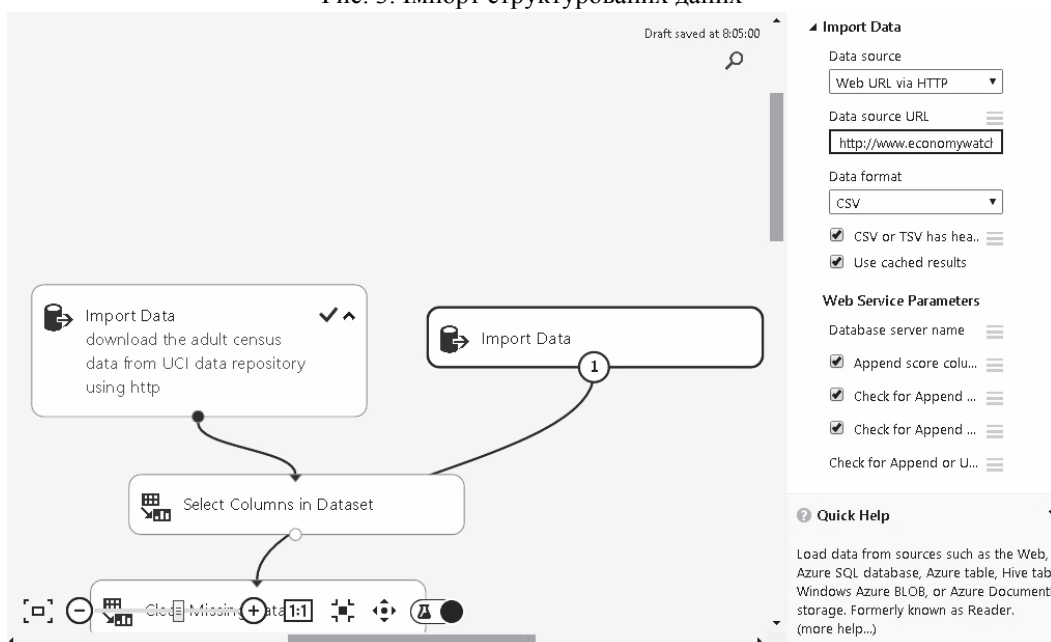 Рис. 3. Імпорт структурованих даних
Draft saved at 8:05:00
Import Data
download the adult census
data from UCI data repository
using http
Import Data
1
Select Columns in Dataset
Clean Missing Data
1:1
Import Data
Data source
Web URL via HTTP
Data source URL
http://www.economywatch
Data format
CSV
CSV or TSV has hea..
Use cached results
Web Service Parameters
Database server name
Append score colu...
Check for Append ...
Check for Append ...
Check for Append or U...
Quick Help
Load data from sources such as the Web,
Azure SQL database, Azure table, Hive tab
Windows Azure BLOB, or Azure Document
storage. Formerly known as Reader.
(more help...)